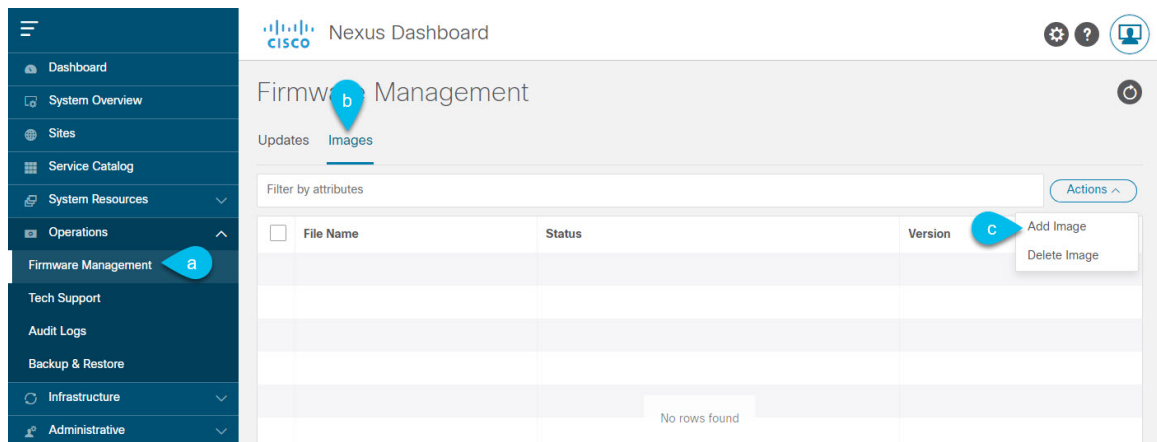 CISCO Nexus Dashboard
?
Dashboard
System Overview
Sites
Service Catalog
System Resources
Operations
Firmware Management a
Tech Support
Audit Logs
Backup & Restore
Infrastructure
Administrative
Firmware Management
b
Updates Images
Filter by attributes Actions
File Name Status Version
c Add Image
Delete Image
No rows found